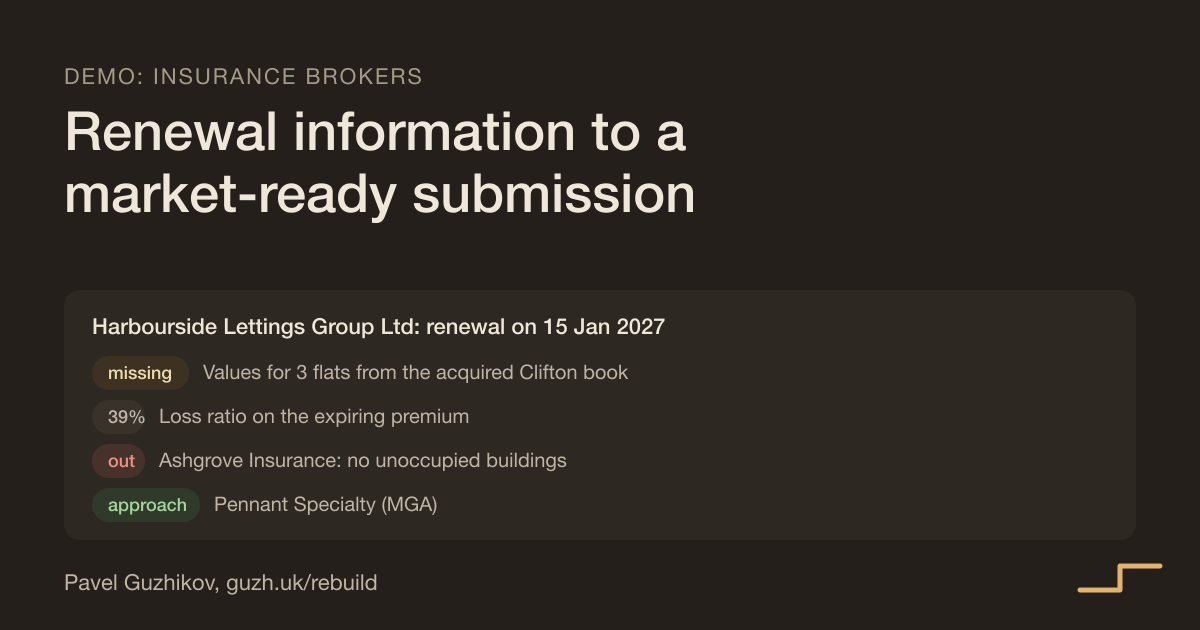 DEMO: INSURANCE BROKERS
Renewal information to a
market-ready submission
Harbourside Lettings Group Ltd: renewal on 15 Jan 2027
missing Values for 3 flats from the acquired Clifton book
39% Loss ratio on the expiring premium
out Ashgrove Insurance: no unoccupied buildings
approach Pennant Specialty (MGA)
Pavel Guzhikov, guzh.uk/rebuild